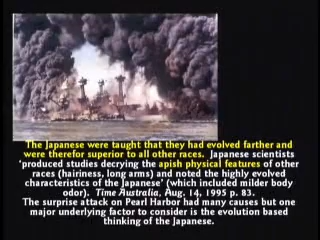 The Japanese were taught that they had evolved farther and
were therefor superior to all other races. Japanese scientists
'produced studies decrying the apish physical features of other
races (hairiness, long arms) and noted the highly evolved
characteristics of the Japanese' (which included milder body
odor). Time Australia, Aug. 14, 1995 p. 83.
The surprise attack on Pearl Harbor had many causes but one
major underlying factor to consider is the evolution based
thinking of the Japanese.